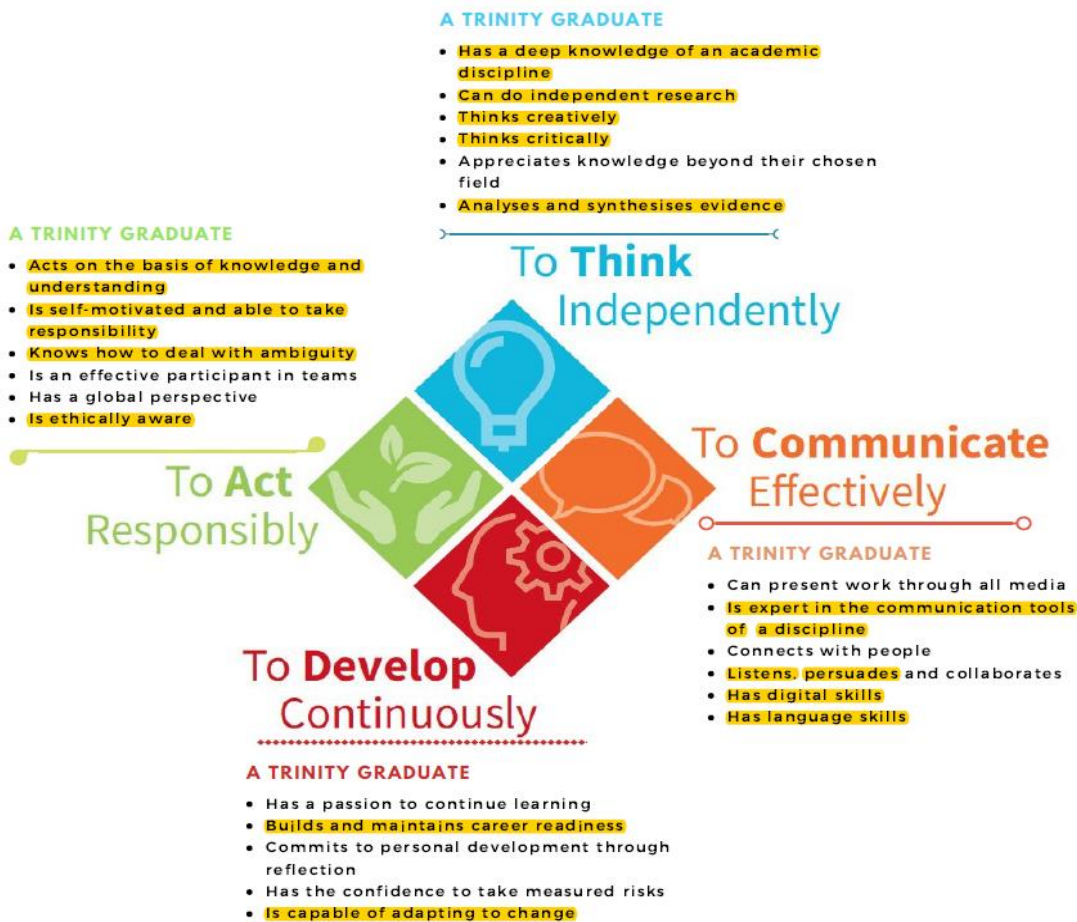 A TRINITY GRADUATE
• Has a deep knowledge of an academic
discipline
• Can do independent research
• Thinks creatively
• Thinks critically
• Appreciates knowledge beyond their chosen
field
• Analyses and synthesises evidence
To Think
Independently
A TRINITY GRADUATE
• Acts on the basis of knowledge and
understanding
• Is self-motivated and able to take
responsibility
• Knows how to deal with ambiguity
• Is an effective participant in teams
• Has a global perspective
• Is ethically aware
To Act
Responsibly
To Communicate
Effectively
A TRINITY GRADUATE
• Can present work through all media
• Is expert in the communication tools
of a discipline
• Connects with people
• Listens, persuades and collaborates
• Has digital skills
• Has language skills
To Develop
Continuously
A TRINITY GRADUATE
• Has a passion to continue learning
• Builds and maintains career readiness
• Commits to personal development through
reflection
• Has the confidence to take measured risks
• Is capable of adapting to change